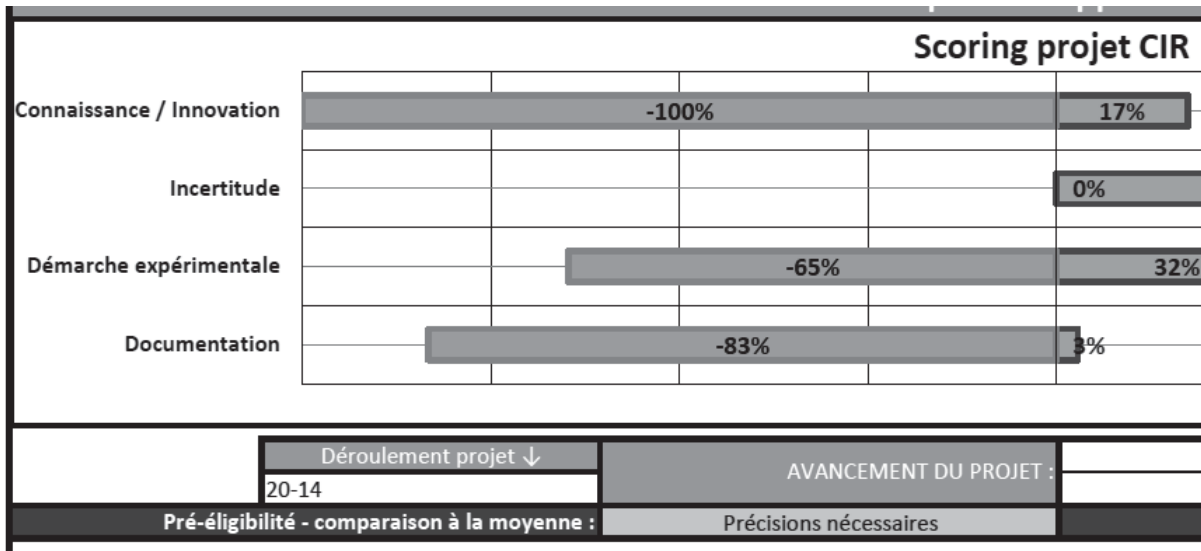 Scoring projet CIR
Connaissance / Innovation
-100%
17%
Incertitude
0%
Démarche expérimentale
-65%
32%
Documentation
-83%
3%
Déroulement projet ↓
AVANCEMENT DU PROJET :
20-14
Pré-éligibilité - comparaison à la moyenne :
Précisions nécessaires